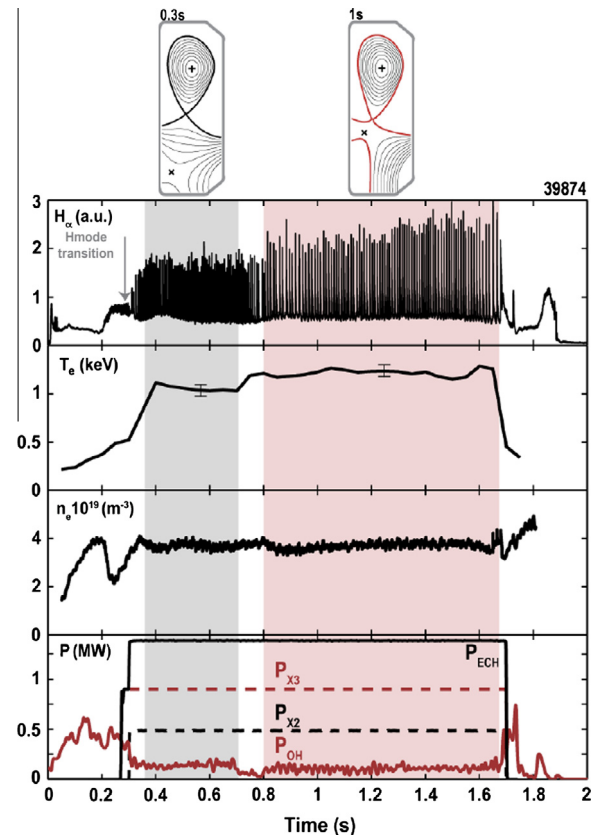 0.3s
1s
39874
3
Hα (a.u.)
Hmode
transition
2
1
0
Te (keV)
1
0.5
0
ne10^19 (m^-3)
4
2
0
P (MW)
PECH
1
PX3
0.5
PX2
POH
0
0 0.2 0.4 0.6 0.8 1 1.2 1.4 1.6 1.8 2
Time (s)